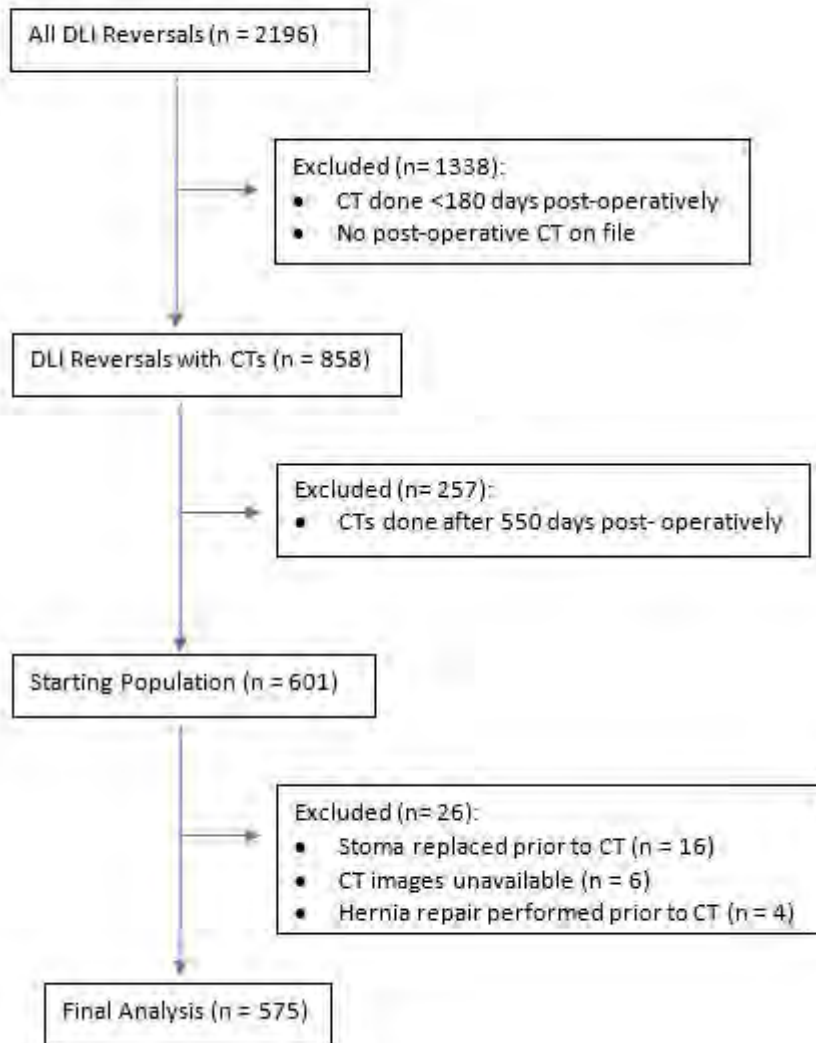 All DLI Reversals (n = 2196)
Excluded (n= 1338):
• CT done <180 days post-operatively
• No post-operative CT on file
DLI Reversals with CTs (n = 858)
Excluded (n= 257):
• CTs done after 550 days post- operatively
Starting Population (n = 601)
Excluded (n= 26):
• Stoma replaced prior to CT (n = 16)
• CT images unavailable (n = 6)
• Hernia repair performed prior to CT (n = 4)
Final Analysis (n = 575)